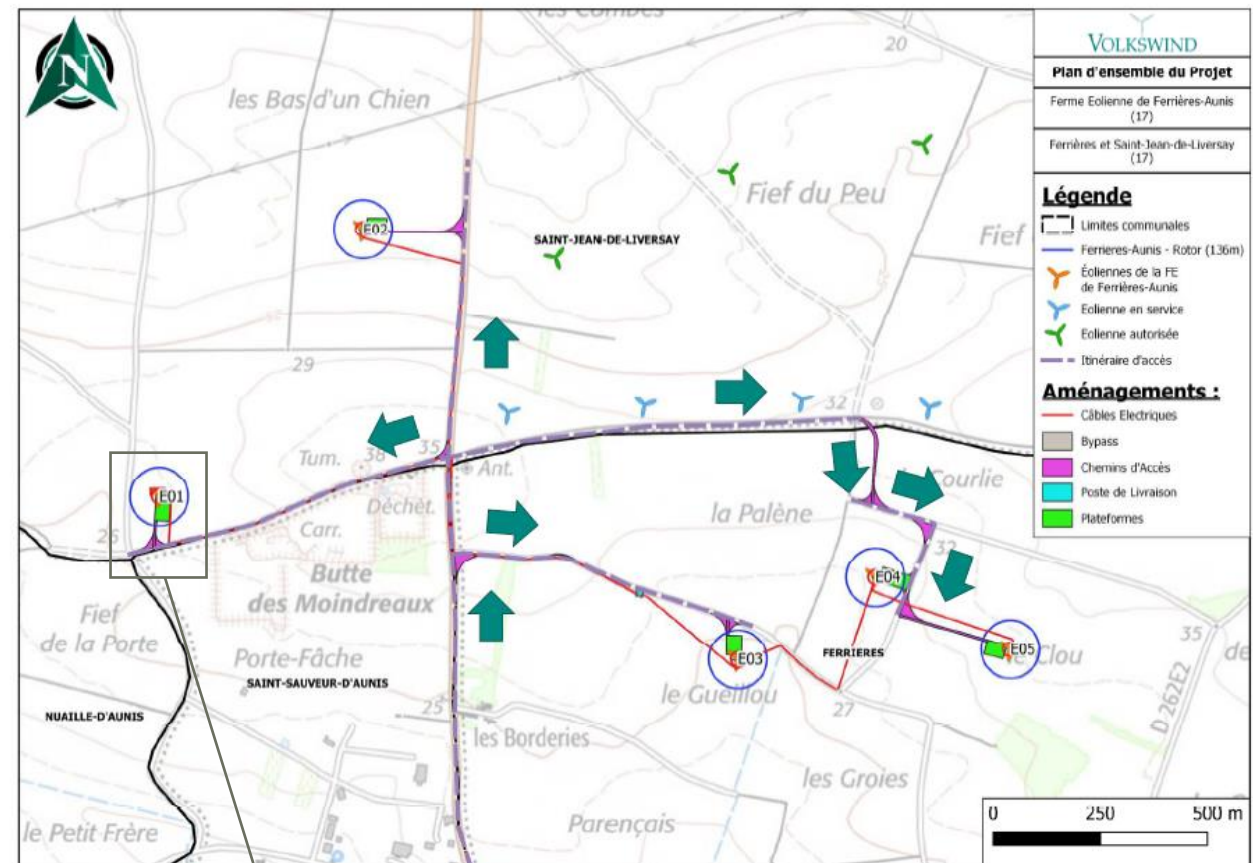 les Combes
N
20
les Bas d'un Chien
Fief du Peu
Fief
E02
SAINT-JEAN-DE-LIVERSAY
29
32
35
38
Tum.
Ant.
E01
Déchèt.
Courlie
Carr.
la Palène
26
32
Butte
des Moindreaux
E04
Fief
de la Porte
35
FERRIERES
E05
le Clou
de
Porte-Fâche
E03
SAINT-SAUVEUR-D'AUNIS
le Gueillou
NUAILLE-D'AUNIS
25
27
D 262E2
les Borderies
les Groies
le Petit Frère
Parençais
VOLKSWIND
Plan d'ensemble du Projet
Ferme Eolienne de Ferrières-Aunis
(17)
Ferrières et Saint-Jean-de-Liversay
(17)
Légende
Limites communales
Ferrieres-Aunis - Rotor (136m)
Éoliennes de la FE
de Ferrières-Aunis
Eolienne en service
Eolienne autorisée
Itinéraire d'accès
Aménagements :
Câbles Electriques
Bypass
Chemins d'Accès
Poste de Livraison
Plateformes
0 250 500 m